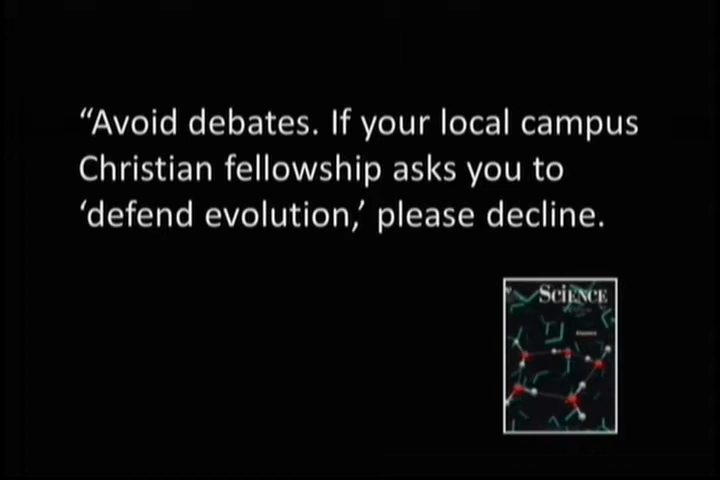 “Avoid debates. If your local campus
Christian fellowship asks you to
‘defend evolution,’ please decline.
SCIENCE